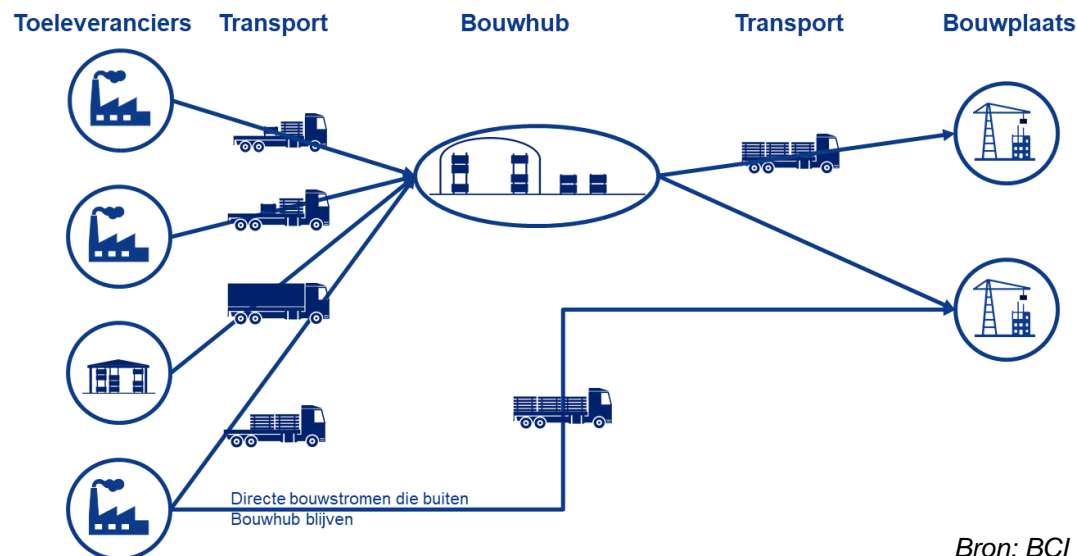 Toeleveranciers Transport Bouwhub Transport Bouwplaats
Directe bouwstromen die buiten
Bouwhub blijven
Bron: BCI